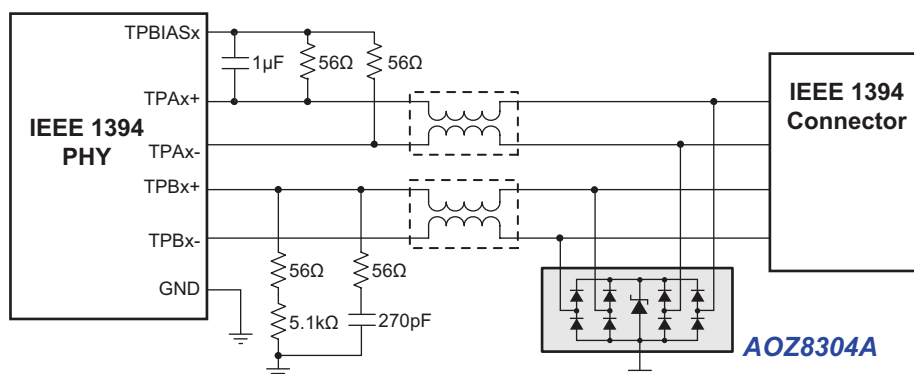 TPBIASx
1μF
56Ω
56Ω
TPAx+
IEEE 1394
PHY
IEEE 1394
Connector
TPAx-
TPBx+
TPBx-
56Ω
56Ω
GND
5.1kΩ
270pF
AOZ8304A